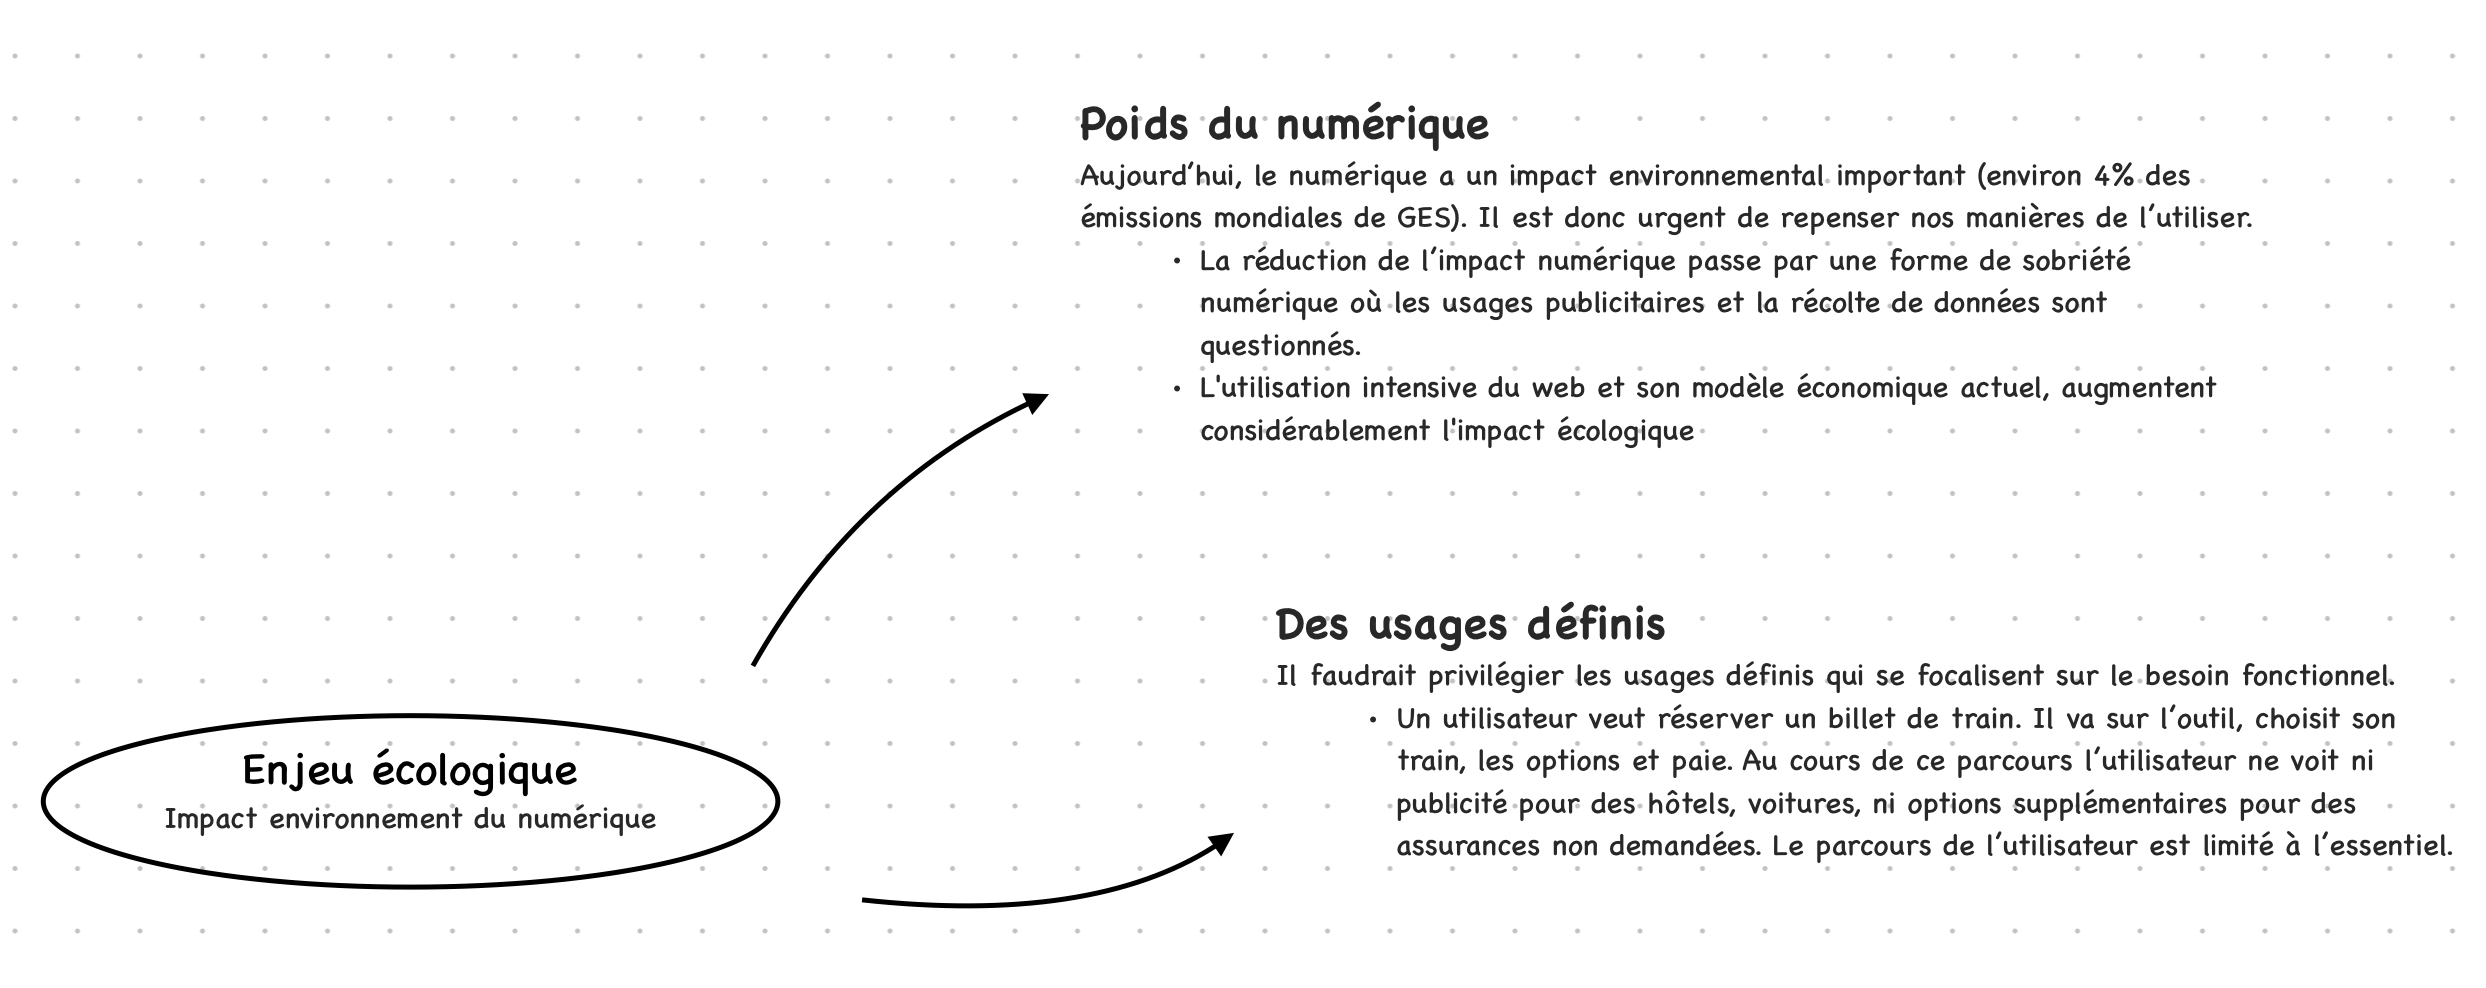 Poids du numérique
Aujourd’hui, le numérique a un impact environnemental important (environ 4% des
émissions mondiales de GES). Il est donc urgent de repenser nos manières de l’utiliser.
• La réduction de l’impact numérique passe par une forme de sobriété
numérique où les usages publicitaires et la récolte de données sont
questionnés.
• L'utilisation intensive du web et son modèle économique actuel, augmentent
considérablement l'impact écologique
Des usages définis
Il faudrait privilégier les usages définis qui se focalisent sur le besoin fonctionnel.
• Un utilisateur veut réserver un billet de train. Il va sur l’outil, choisit son
train, les options et paie. Au cours de ce parcours l’utilisateur ne voit ni
publicité pour des hôtels, voitures, ni options supplémentaires pour des
assurances non demandées. Le parcours de l’utilisateur est limité à l’essentiel.
Enjeu écologique
Impact environnement du numérique